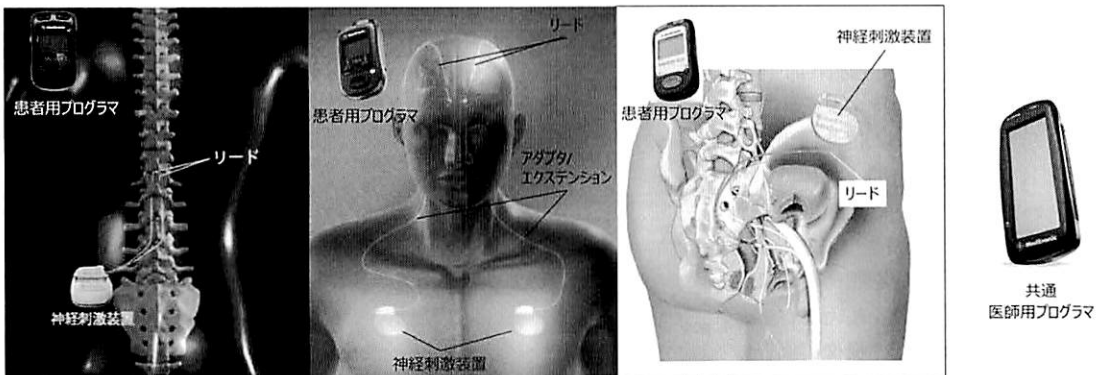 患者用プログラマ
リード
神経刺激装置
リード
患者用プログラマ
アダプタ/
エクステンション
神経刺激装置
神経刺激装置
患者用プログラマ
リード
Medtronic
共通
医師用プログラマ